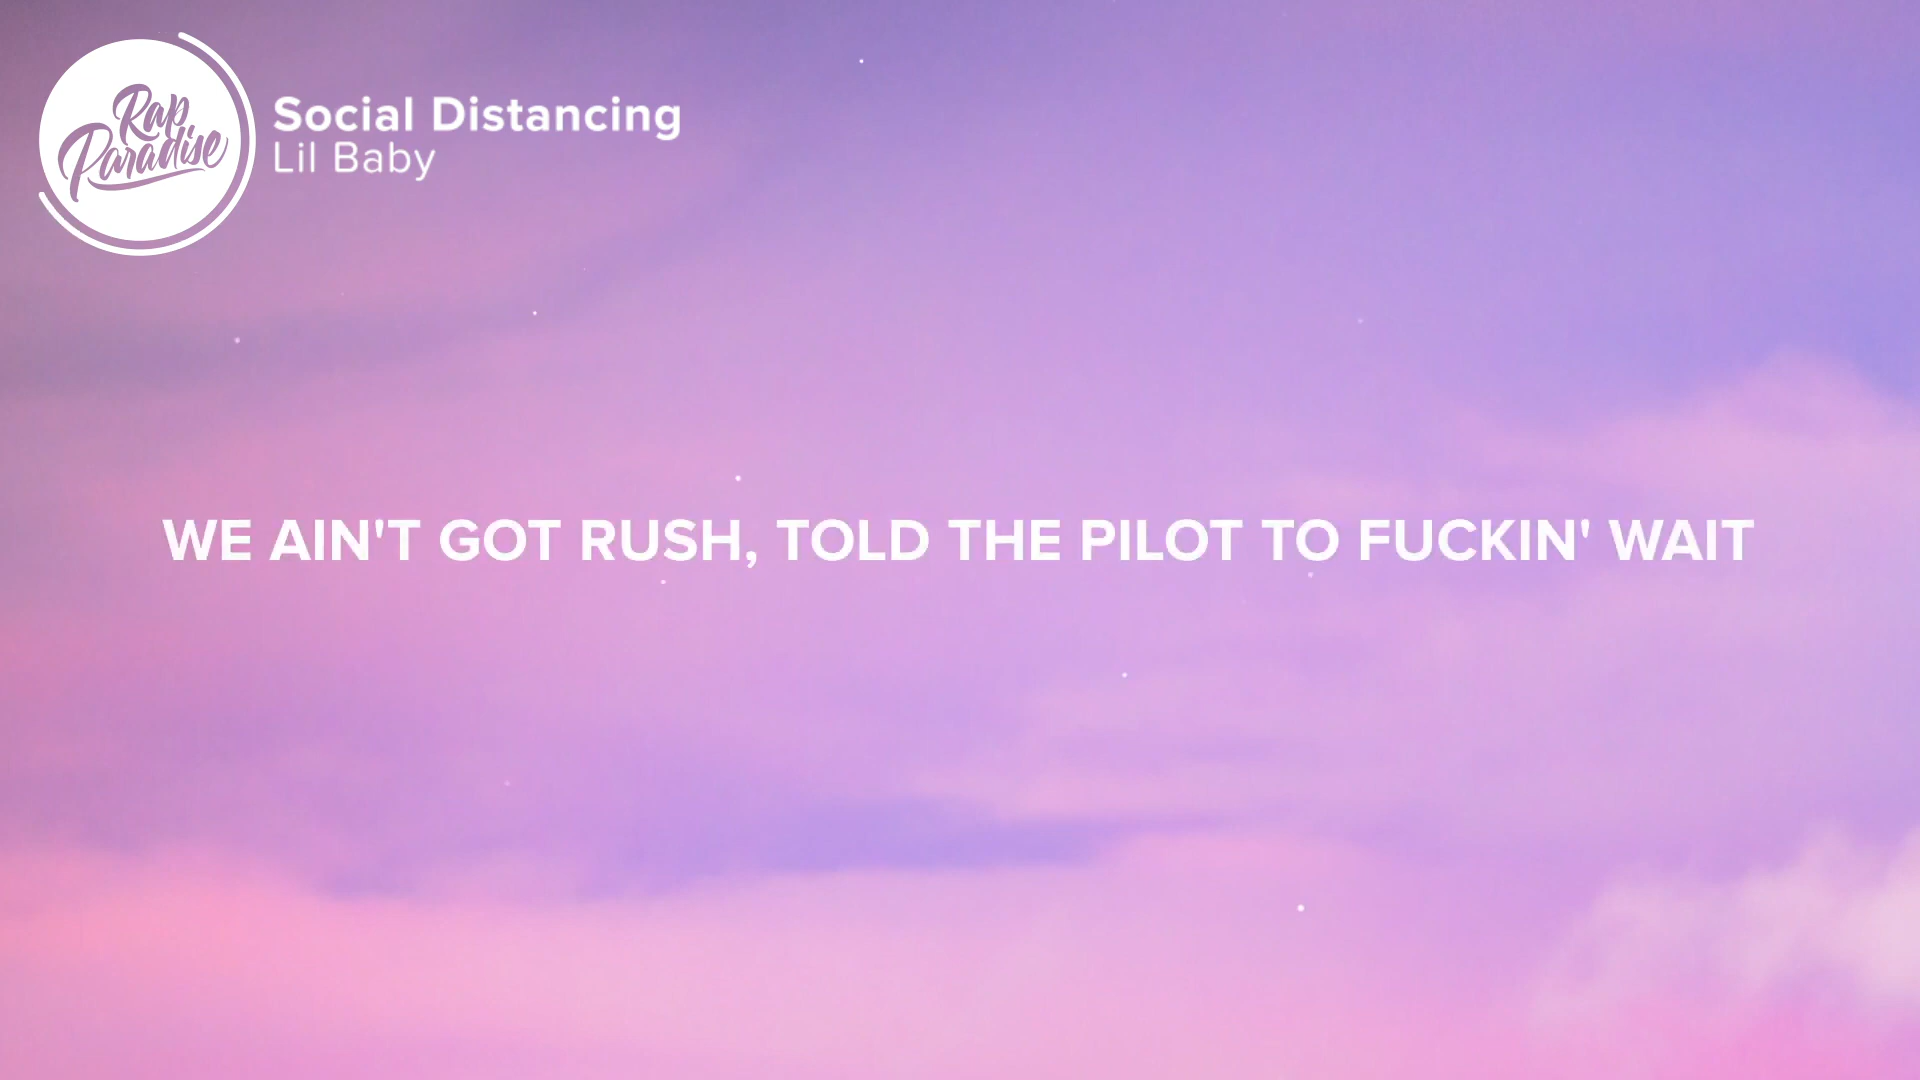 Rap
Paradise
Social Distancing
Lil Baby
WE AIN'T GOT RUSH, TOLD THE PILOT TO FUCKIN' WAIT